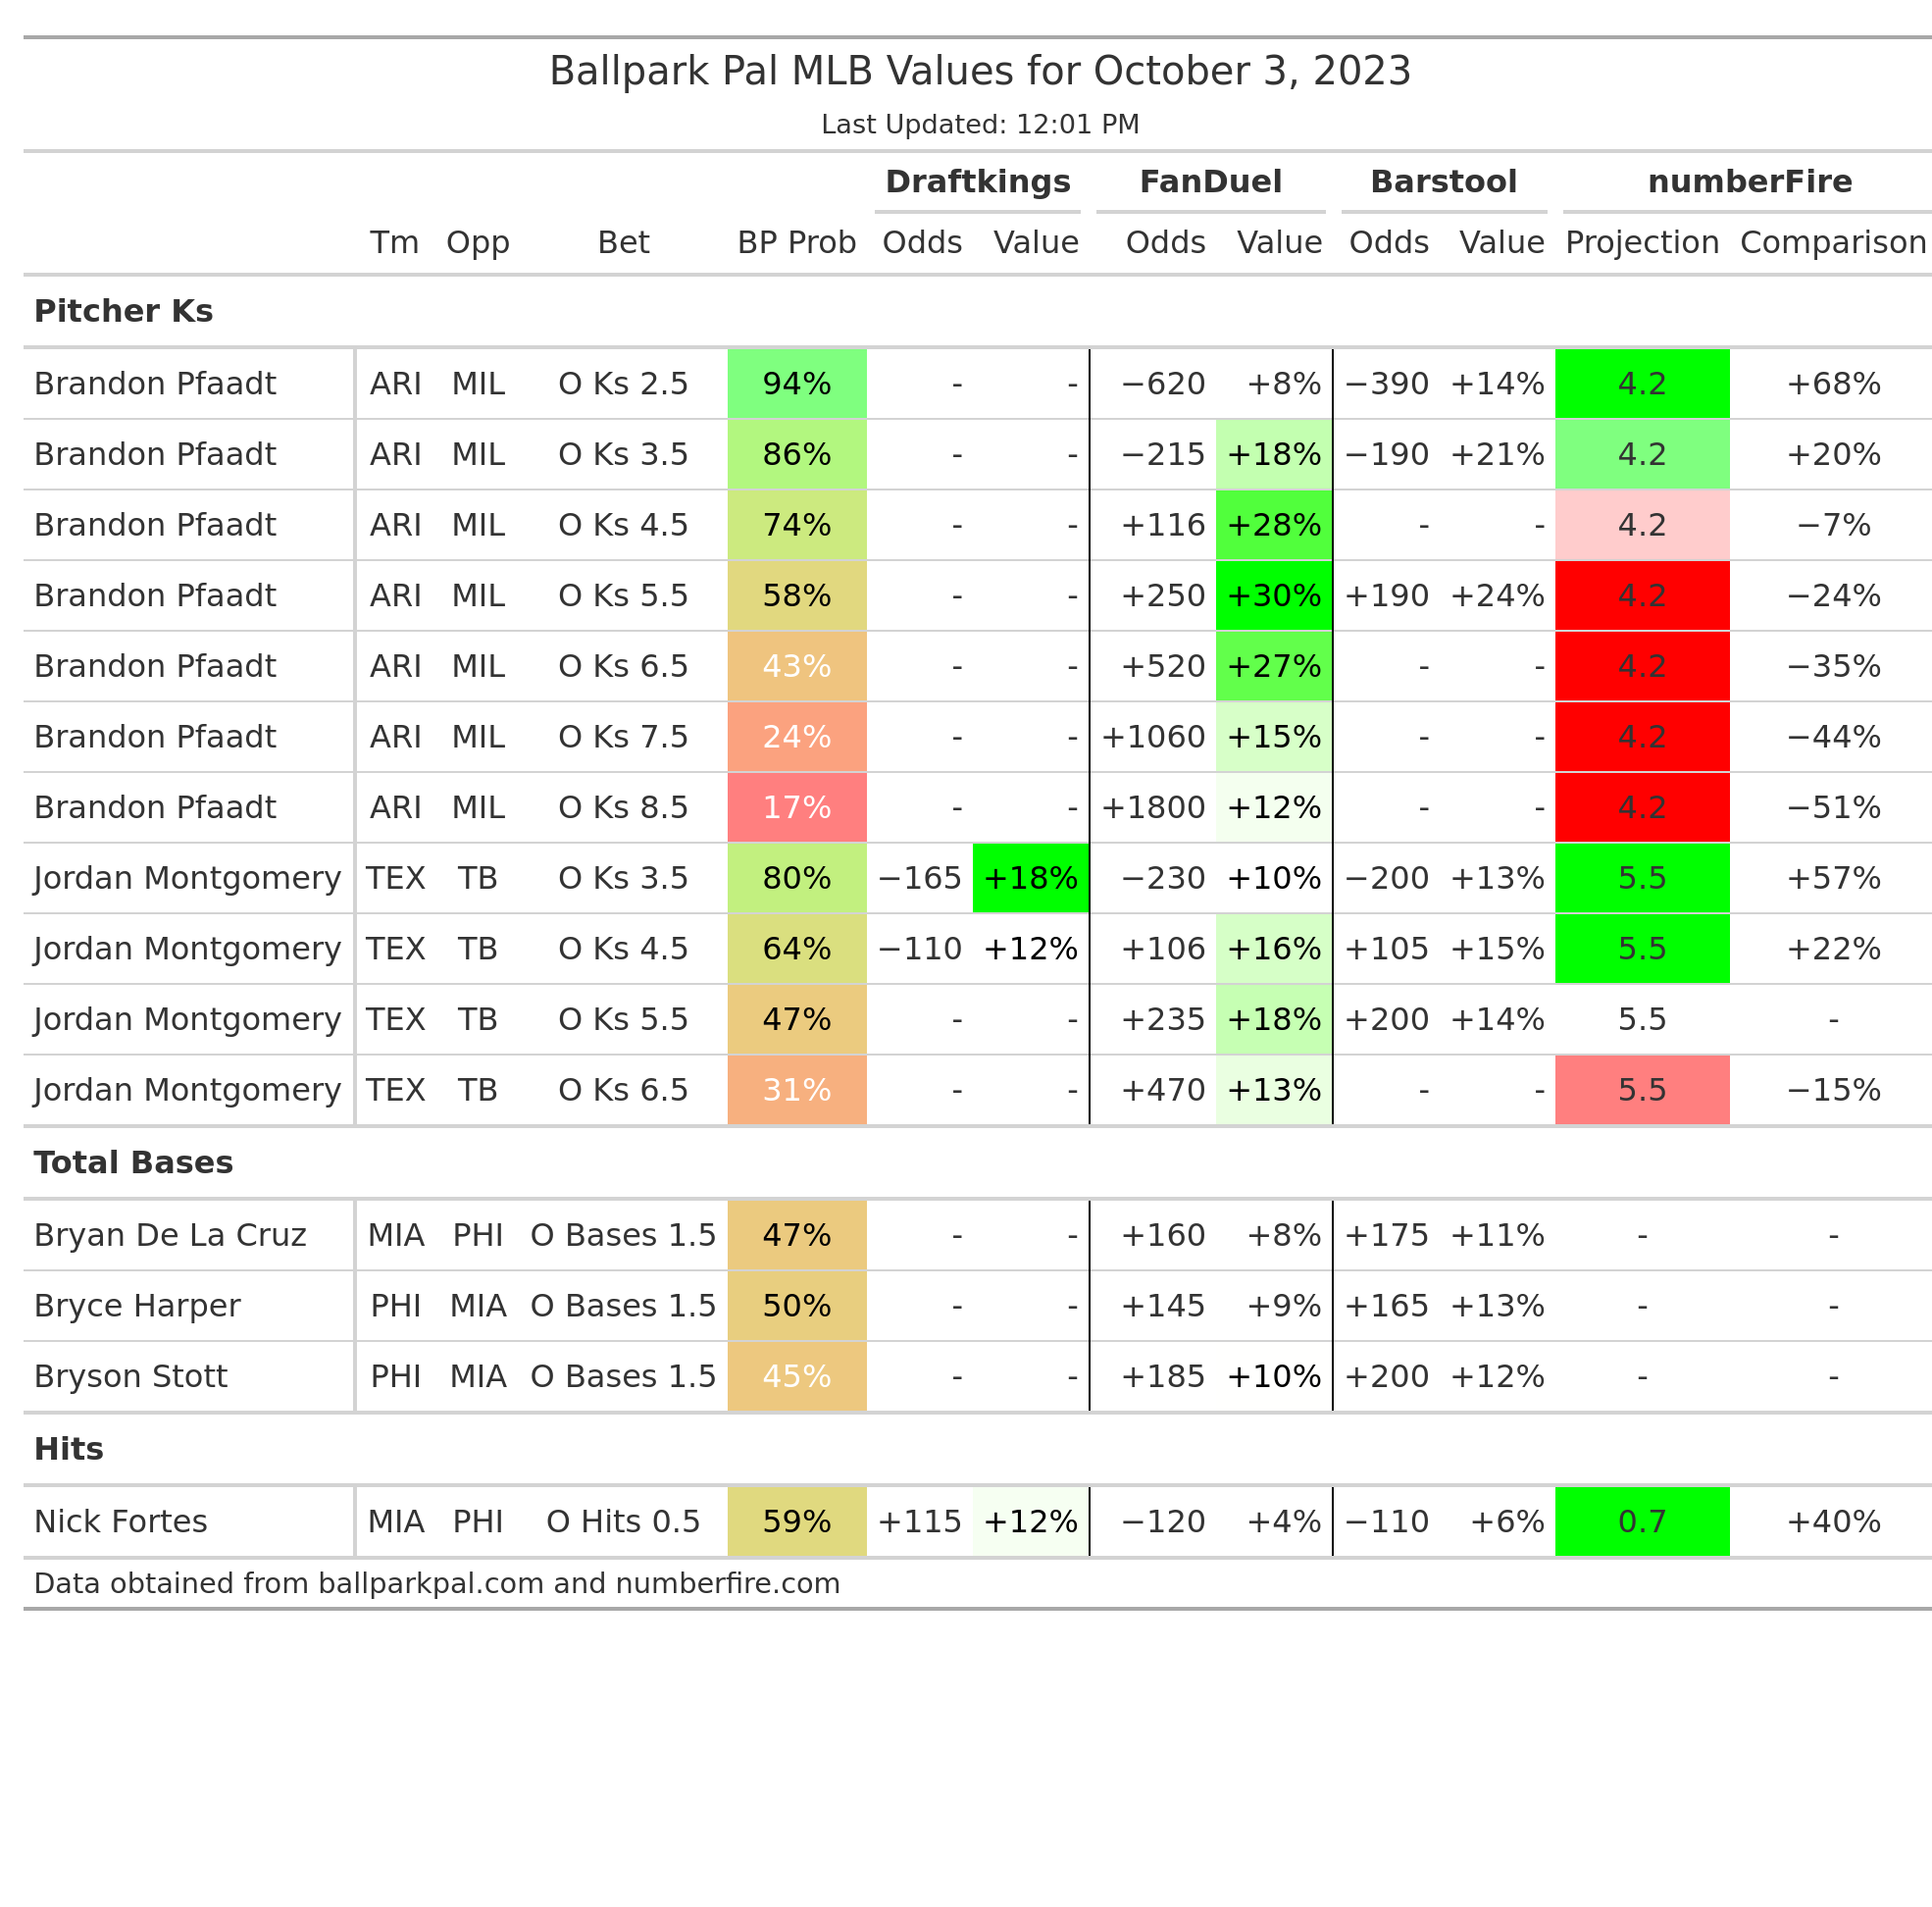 Ballpark Pal MLB Values for October 3, 2023
Last Updated: 12:01 PM
Draftkings FanDuel Barstool numberFire
Tm Opp Bet BP Prob Odds Value Odds Value Odds Value Projection Comparison
Pitcher Ks
Brandon Pfaadt ARI MIL O Ks 2.5 94% - - −620 +8% −390 +14% 4.2 +68%
Brandon Pfaadt ARI MIL O Ks 3.5 86% - - −215 +18% −190 +21% 4.2 +20%
Brandon Pfaadt ARI MIL O Ks 4.5 74% - - +116 +28% - - 4.2 −7%
Brandon Pfaadt ARI MIL O Ks 5.5 58% - - +250 +30% +190 +24% 4.2 −24%
Brandon Pfaadt ARI MIL O Ks 6.5 43% - - +520 +27% - - 4.2 −35%
Brandon Pfaadt ARI MIL O Ks 7.5 24% - - +1060 +15% - - 4.2 −44%
Brandon Pfaadt ARI MIL O Ks 8.5 17% - - +1800 +12% - - 4.2 −51%
Jordan Montgomery TEX TB O Ks 3.5 80% −165 +18% −230 +10% −200 +13% 5.5 +57%
Jordan Montgomery TEX TB O Ks 4.5 64% −110 +12% +106 +16% +105 +15% 5.5 +22%
Jordan Montgomery TEX TB O Ks 5.5 47% - - +235 +18% +200 +14% 5.5 -
Jordan Montgomery TEX TB O Ks 6.5 31% - - +470 +13% - - 5.5 −15%
Total Bases
Bryan De La Cruz MIA PHI O Bases 1.5 47% - - +160 +8% +175 +11% - -
Bryce Harper PHI MIA O Bases 1.5 50% - - +145 +9% +165 +13% - -
Bryson Stott PHI MIA O Bases 1.5 45% - - +185 +10% +200 +12% - -
Hits
Nick Fortes MIA PHI O Hits 0.5 59% +115 +12% −120 +4% −110 +6% 0.7 +40%
Data obtained from ballparkpal.com and numberfire.com